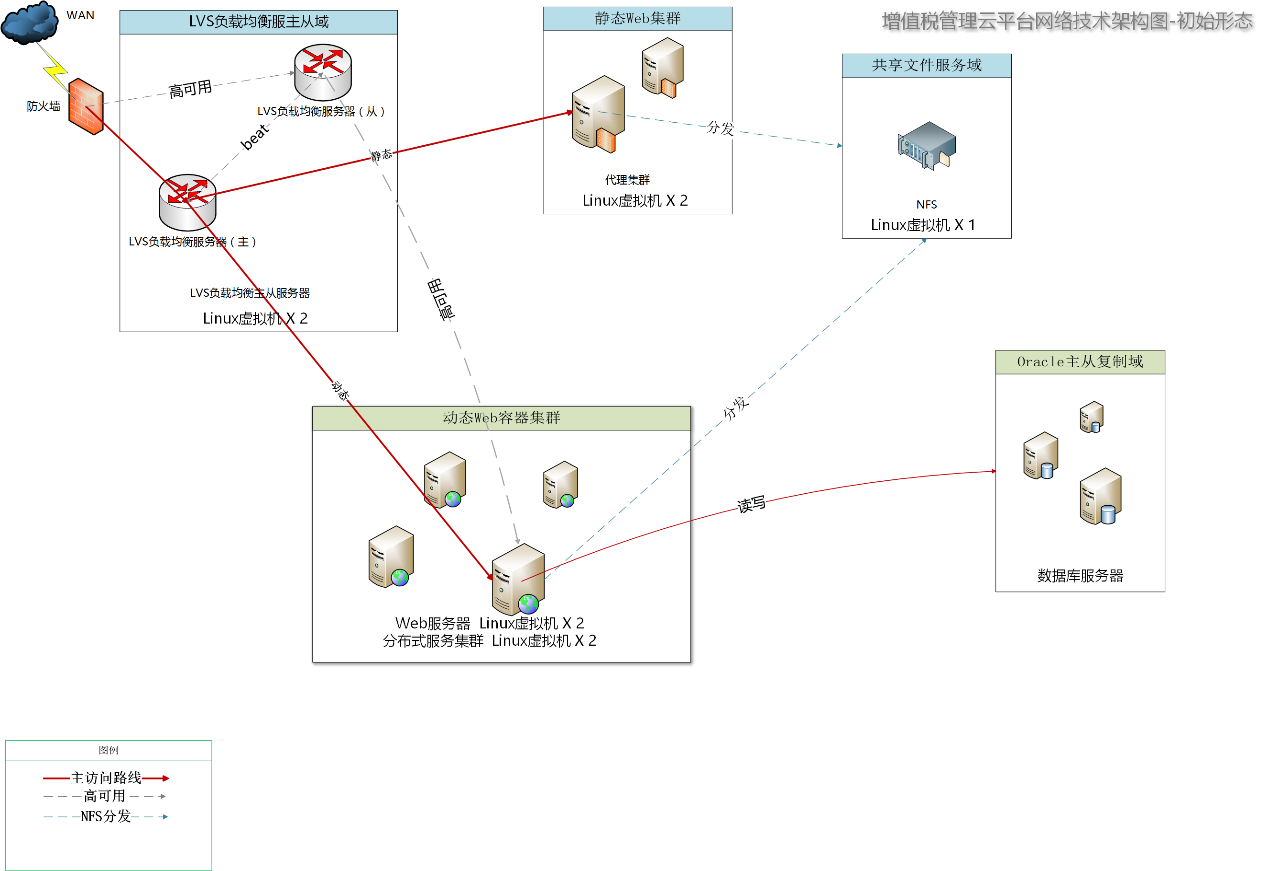 WAN
LVS负载均衡服主从域
静态Web集群
增值税管理云平台网络技术架构图-初始形态
共享文件服务域
防火墙
高可用
LVS负载均衡服务器（从）
beat
静态
分发
代理集群
Linux虚拟机 X 2
NFS
Linux虚拟机 X 1
LVS负载均衡服务器（主）
LVS负载均衡主从服务器
Linux虚拟机 X 2
高可用
动态
分发
Oracle主从复制域
动态Web容器集群
读写
数据库服务器
Web服务器 Linux虚拟机 X 2
分布式服务集群 Linux虚拟机 X 2
图例
主访问路线
高可用
NFS分发